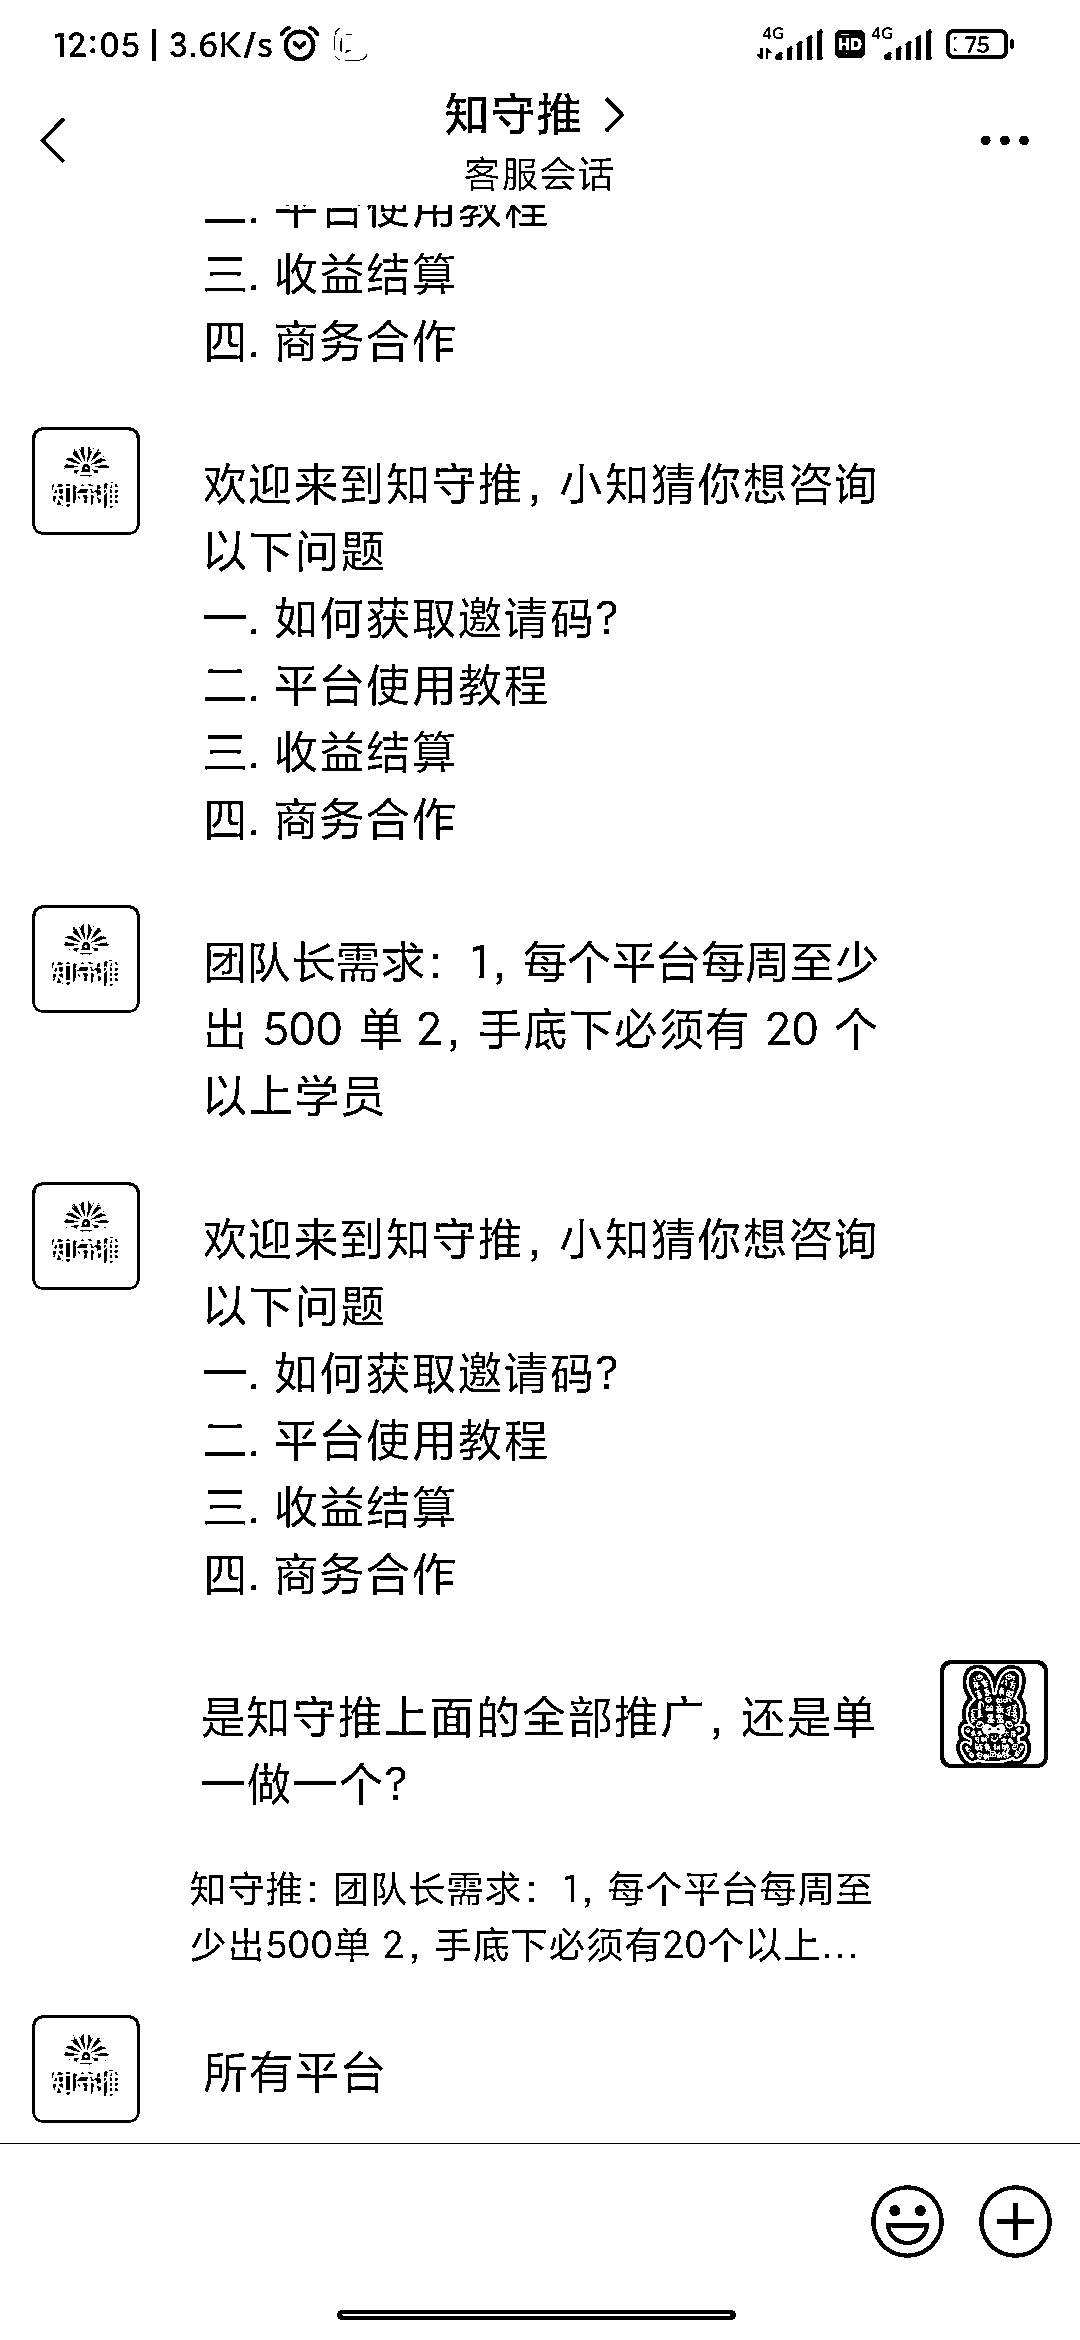 12:05 | 3.6K/s
4G HD 4G 75
知守推
客服会话
二. 平台使用教程
三. 收益结算
四. 商务合作
知守推
欢迎来到知守推, 小知猜你想咨询
以下问题
一. 如何获取邀请码?
二. 平台使用教程
三. 收益结算
四. 商务合作
知守推
团队长需求: 1, 每个平台每周至少
出 500 单 2, 手底下必须有 20 个
以上学员
知守推
欢迎来到知守推, 小知猜你想咨询
以下问题
一. 如何获取邀请码?
二. 平台使用教程
三. 收益结算
四. 商务合作
是知守推上面的全部推广, 还是单
一做一个?
知守推: 团队长需求: 1, 每个平台每周至
少出500单 2, 手底下必须有20个以上...
知守推
所有平台